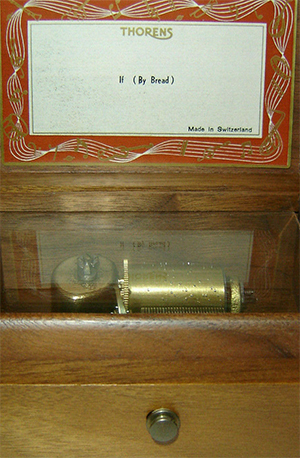 THORENS
If (By Bread)
Made in Switzerland